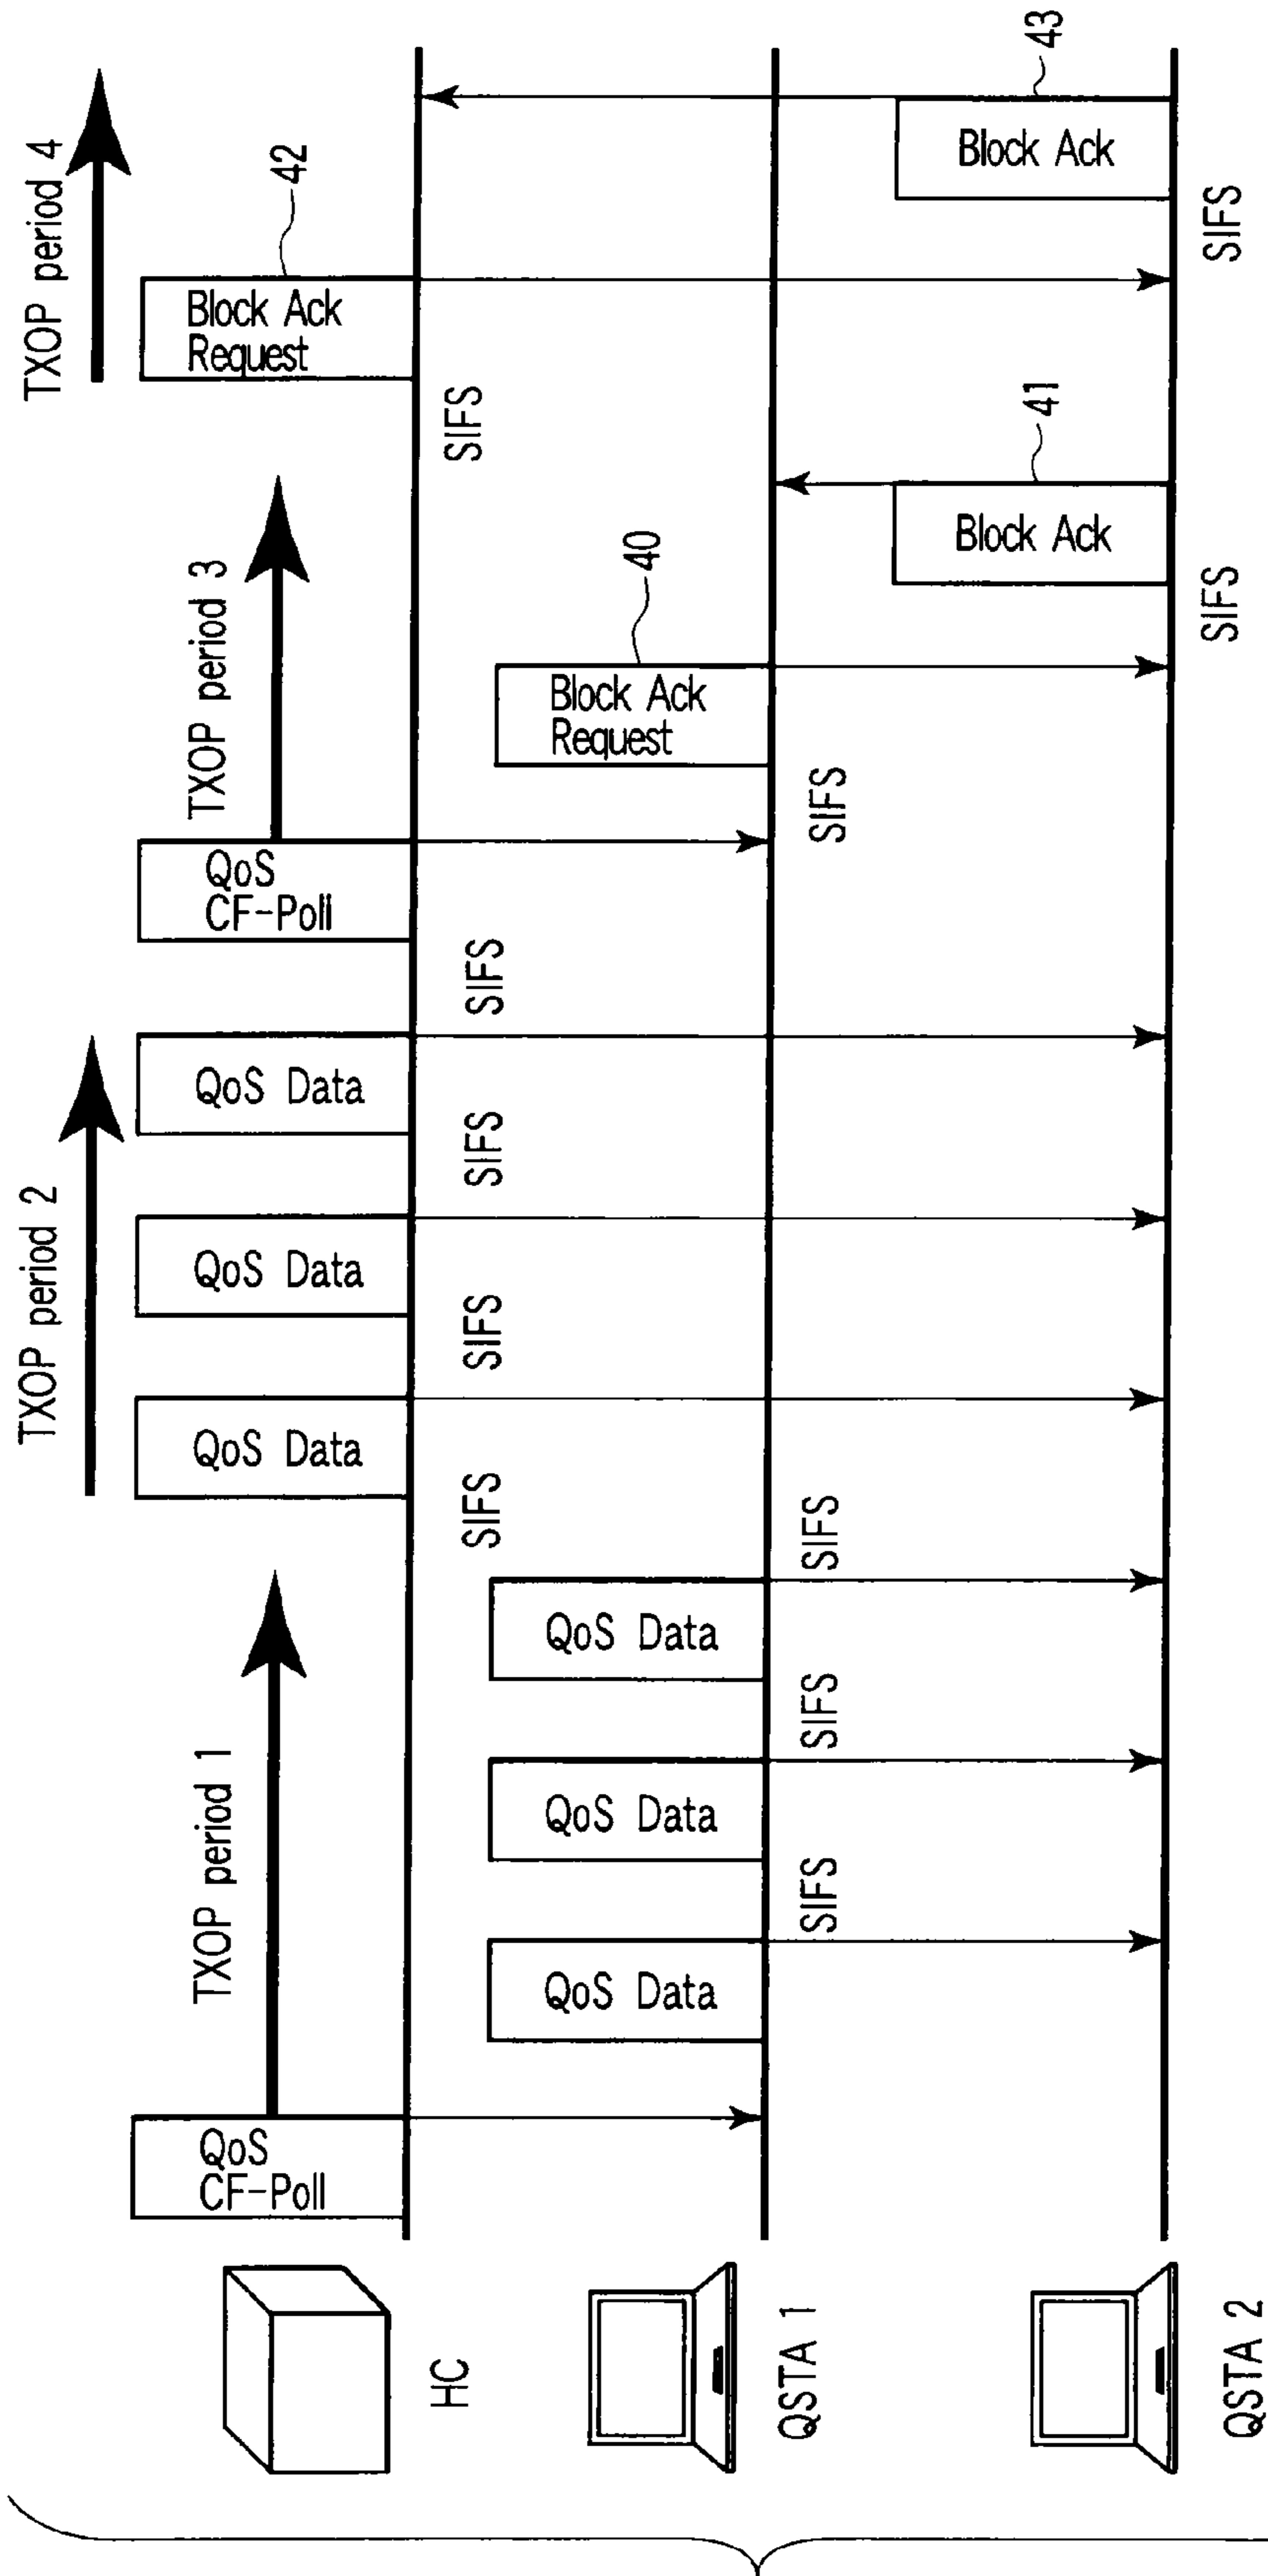 TXOP period 2
TXOP period 4
TXOP period 1
TXOP period 3
42
QoS
CF-Poll
QoS Data
QoS Data
QoS Data
QoS
CF-Poll
Block Ack
Request
HC
SIFS
SIFS
SIFS
SIFS
SIFS
QoS Data
QoS Data
QoS Data
Block Ack
Request
40
QSTA 1
SIFS
SIFS
SIFS
SIFS
Block Ack
41
Block Ack
43
QSTA 2
SIFS
SIFS